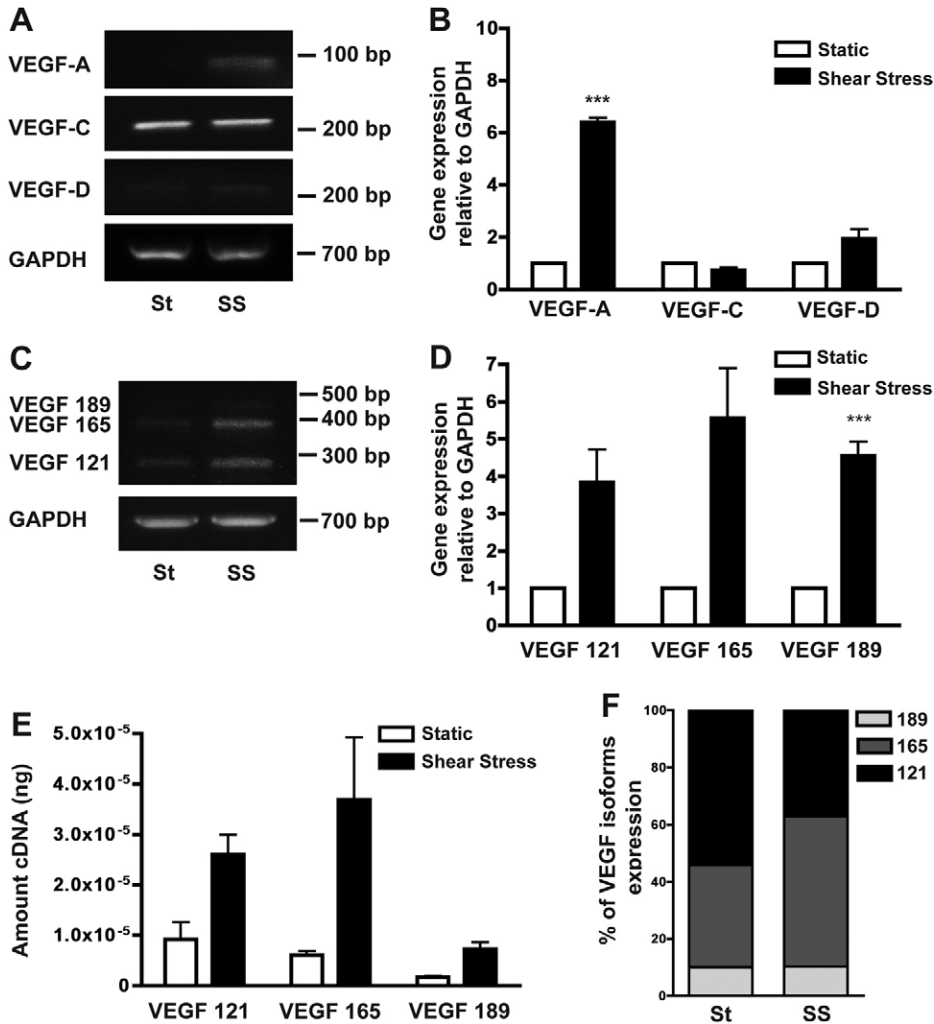 A
VEGF-A
100 bp
VEGF-C
200 bp
VEGF-D
200 bp
GAPDH
700 bp
St SS
B
Gene expression
relative to GAPDH
10
8
6
4
2
0
***
Static
Shear Stress
VEGF-A VEGF-C VEGF-D
C
VEGF 189
VEGF 165
VEGF 121
500 bp
400 bp
300 bp
GAPDH
700 bp
St SS
D
Gene expression
relative to GAPDH
7
6
5
4
3
2
1
0
Static
Shear Stress
***
VEGF 121 VEGF 165 VEGF 189
E
Amount cDNA (ng)
5.0x10⁻⁵
4.0x10⁻⁵
3.0x10⁻⁵
2.0x10⁻⁵
1.0x10⁻⁵
0
Static
Shear Stress
VEGF 121 VEGF 165 VEGF 189
F
% of VEGF isoforms
expression
100
80
60
40
20
0
189
165
121
St SS